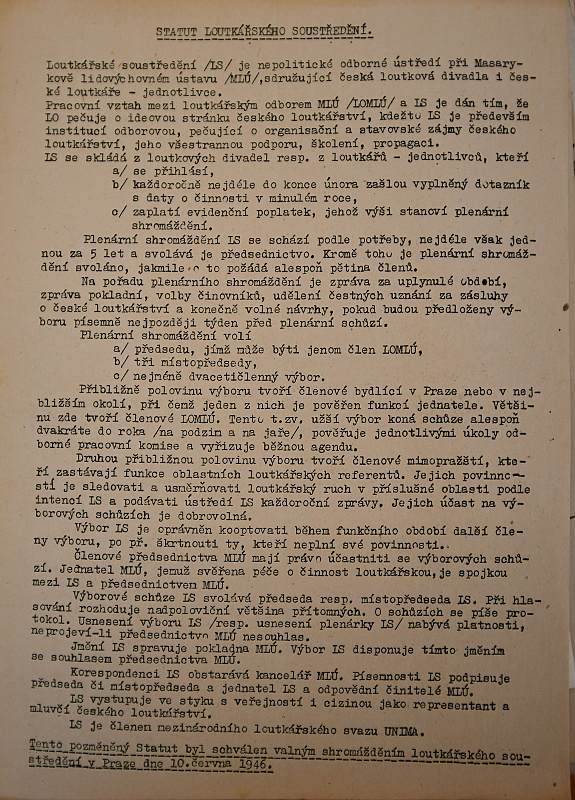 STATUT LOUTKÁŘSKÉHO SOUSTŘEDĚNÍ.
Loutkářské soustředění /LS/ je nepolitické odborné ústředí při Masary-
kově lidovýchovném ústavu /MLÚ/,sdružující česká loutková divadla i čes-
ké loutkáře - jednotlivce.
Pracovní vztah mezi loutkářským odborem MLÚ /LOMLÚ/ a LS je dán tím, že
LO pečuje o ideovou stránku českého loutkářství, kdežto LS je především
institucí odborovou, pečující o organisační a stavovské zájmy českého
loutkářství, jeho všestrannou podporu, školení, propagaci.
LS se skládá z loutkových divadel resp. z loutkářů - jednotlivců, kteří
a/ se přihlásí,
b/ každoročně nejdéle do konce února zašlou vyplněný dotazník
s daty o činnosti v minulém roce,
c/ zaplatí evidenční poplatek, jehož výši stanoví plenární
shromáždění.
Plenární shromáždění LS se schází podle potřeby, nejdéle však jed-
nou za 5 let a svolává je předsednictvo. Kromě toho je plenární shromáž-
dění svoláno, jakmile o to požádá alespoň pětina členů.
Na pořadu plenárního shromáždění je zpráva za uplynulé období,
zpráva pokladní, volby činovníků, udělení čestných uznání za zásluhy
o české loutkářství a konečně volné návrhy, pokud budou předloženy vý-
boru písemně nejpozději týden před plenární schůzí.
Plenární shromáždění volí
a/ předsedu, jímž může býti jenom člen LOMLÚ,
b/ tři místopředsedy,
c/ nejméně dvacetičlenný výbor.
Přibližně polovinu výboru tvoří členové bydlící v Praze nebo v nej-
bližším okolí, při čemž jeden z nich je pověřen funkcí jednatele. Většı-
nu zde tvoří členové LOMLÚ. Tento t.zv. užší výbor koná schůze alespoň
dvakráte do roka /na podzim a na jaře/, pověřuje jednotlivými úkoly od-
borné pracovní komise a vyřizuje běžnou agendu.
Druhou přibližnou polovinu výboru tvoří členové mimopražští, kte-
ří zastávají funkce oblastních loutkářských referentů. Jejich povinno-
stí je sledovati a usměrňovati loutkářský ruch v příslušné oblasti podle
intencí LS a podávati ústředí LS každoroční zprávy. Jejich účast na vý-
borových schůzích je dobrovolná.
Výbor LS je oprávněn kooptovati během funkčního období další čle-
ny výboru, po př. škrtnouti ty, kteří neplní své povinnosti.
Členové předsednictva MLÚ mají právo účastniti se výborových schů-
zí. Jednatel MLÚ, jemuž svěřena péče o činnost loutkářskou,je spojkou
mezi LS a předsednictvem MLÚ.
Výborové schůze LS svolává předseda resp. místopředseda LS. Při hla-
sování rozhoduje nadpoloviční většina přítomných. O schůzích se píše pro-
tokol. Usnesení výboru LS /resp. usnesení plenárky LS/ nabývá platnosti,
neprojeví-li předsednictvo MLÚ nesouhlas.
Jmění LS spravuje pokladna MLÚ. Výbor LS disponuje tímto jměním
se souhlasem předsednictva MLÚ.
Korespondenci LS obstarává kancelář MLÚ. Písemnosti LS podpisuje
předseda či místopředseda a jednatel LS a odpovědní činitelé MLÚ.
LS vystupuje ve styku s veřejností i cizinou jako representant a
mluvčí českého loutkářství.
LS je členem mezinárodního loutkářského svazu UNIMA.
Tento pozměněný Statut byl schválen valným shromážděním loutkářského sou-
středění v Praze dne 10.června 1946.